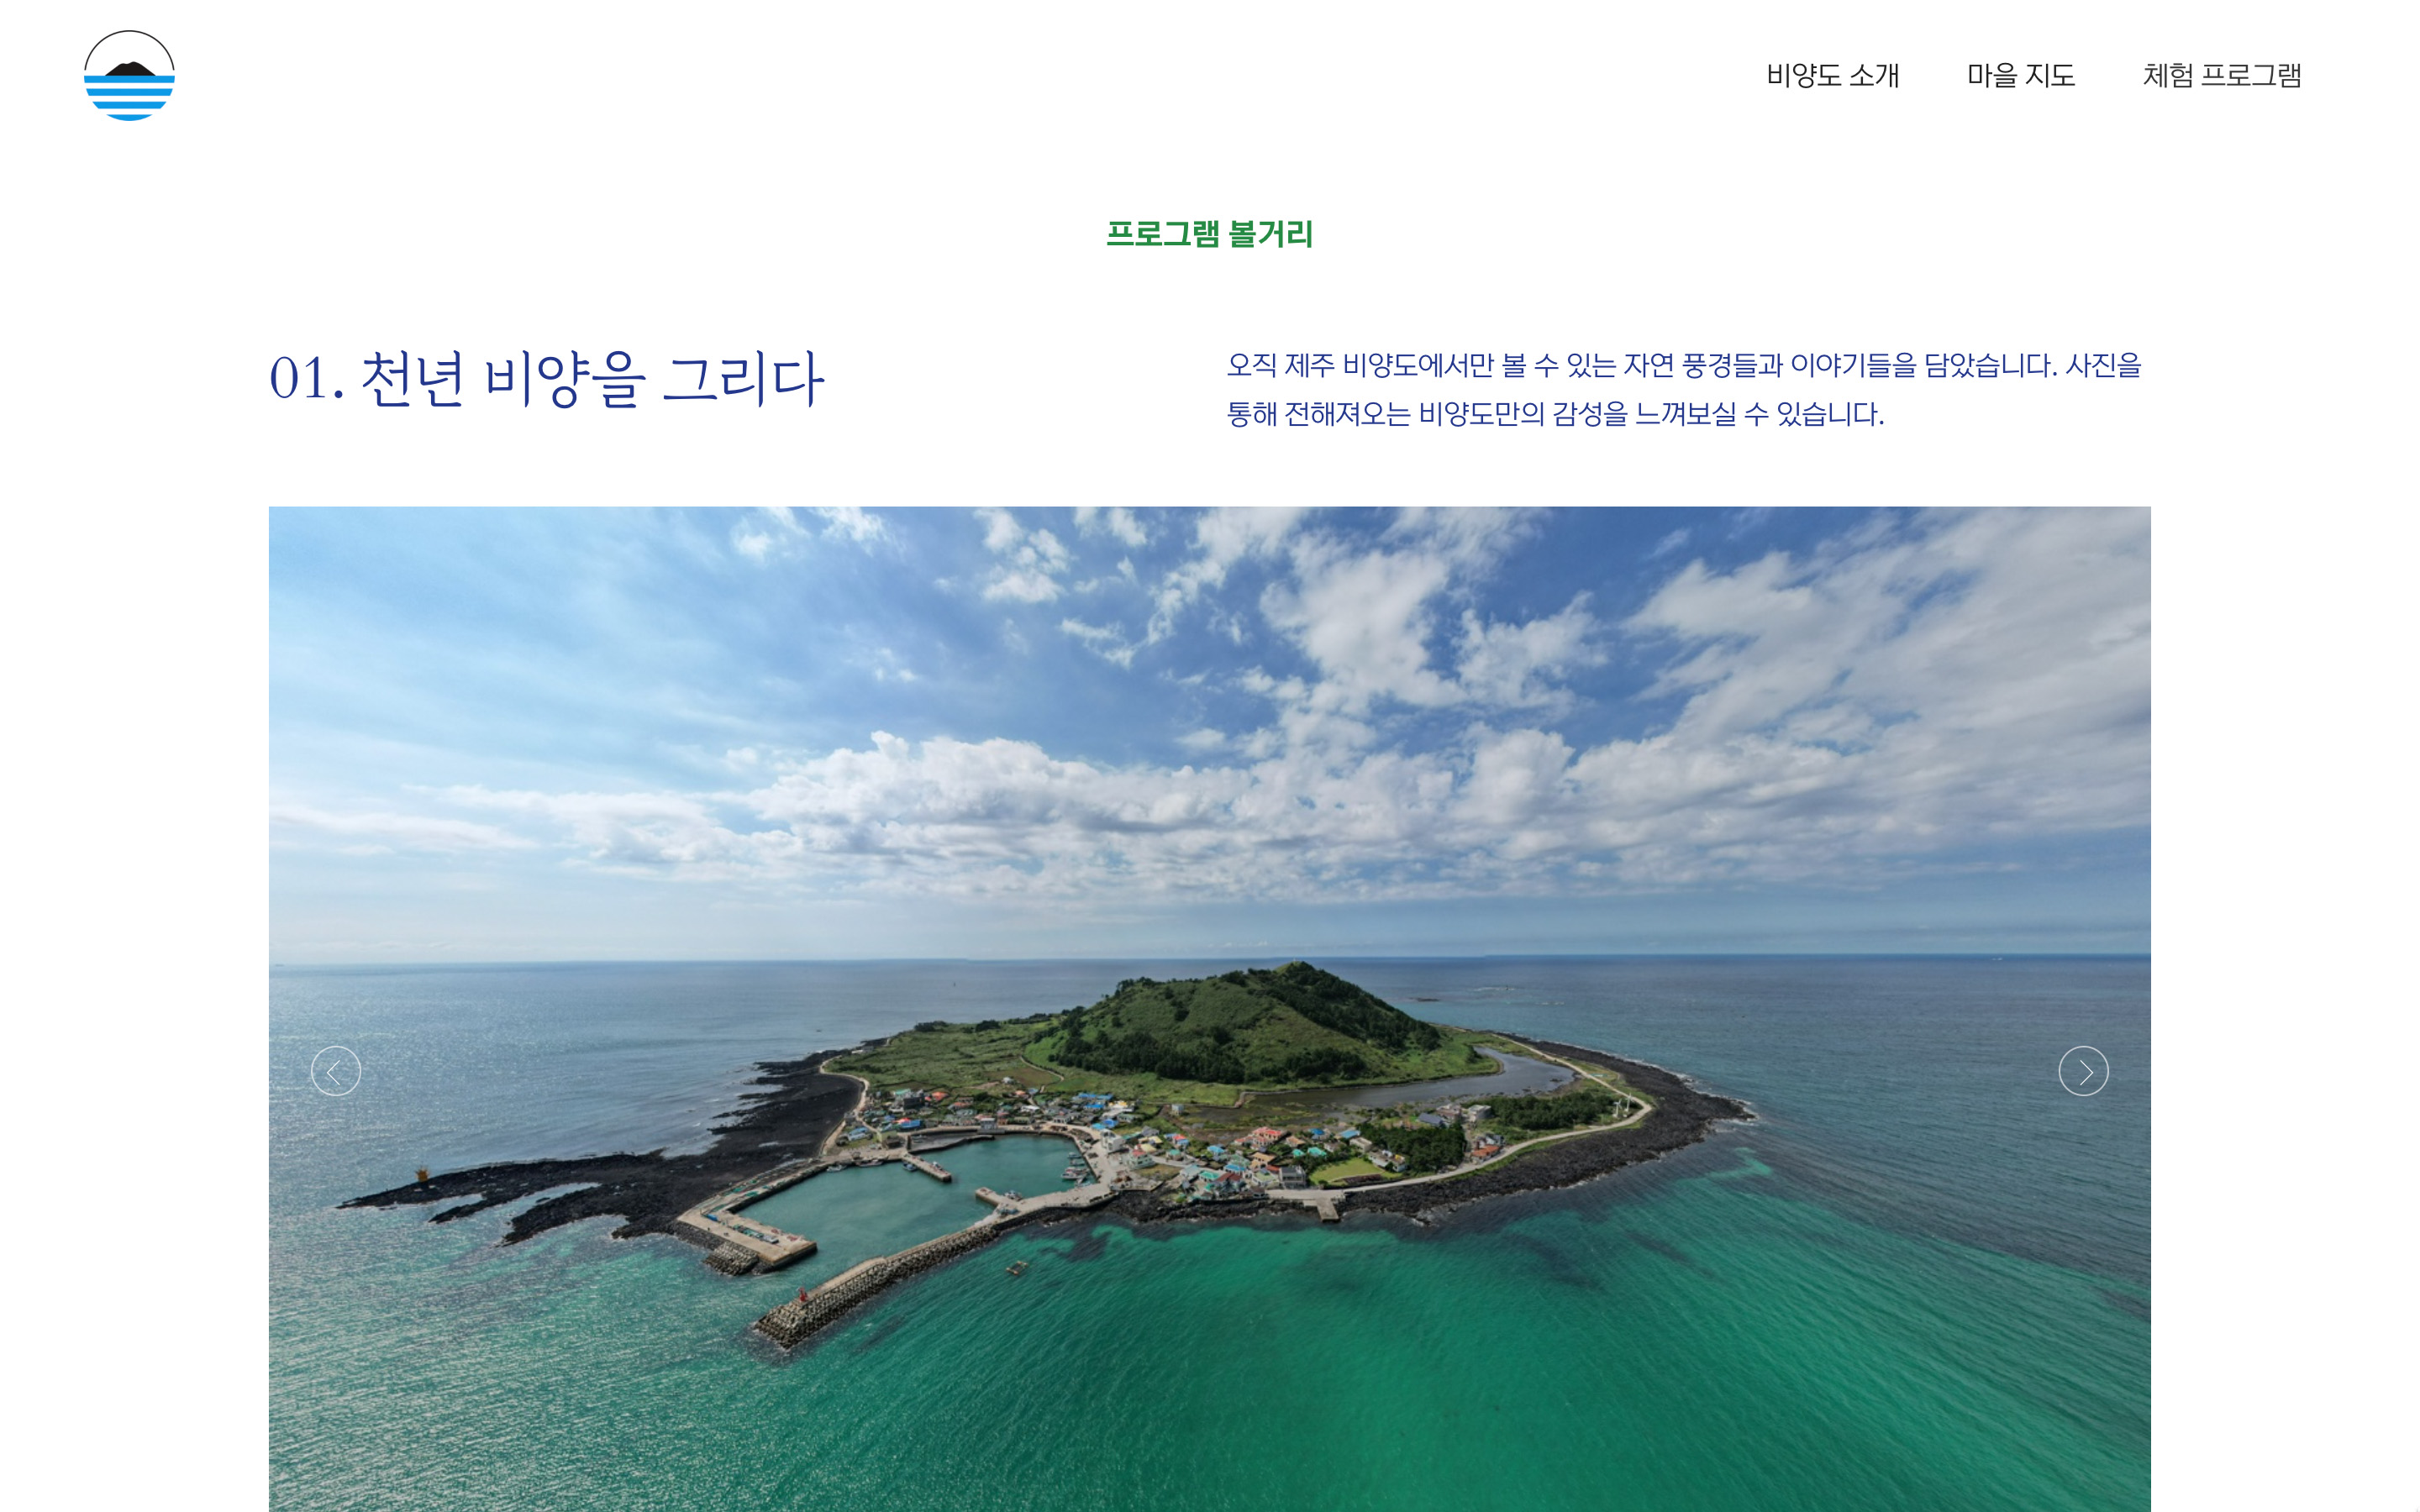 비양도 소개 마을 지도 체험 프로그램
프로그램 볼거리
01. 천년 비양을 그리다
오직 제주 비양도에서만 볼 수 있는 자연 풍경들과 이야기들을 담았습니다. 사진을
통해 전해져오는 비양도만의 감성을 느껴보실 수 있습니다.